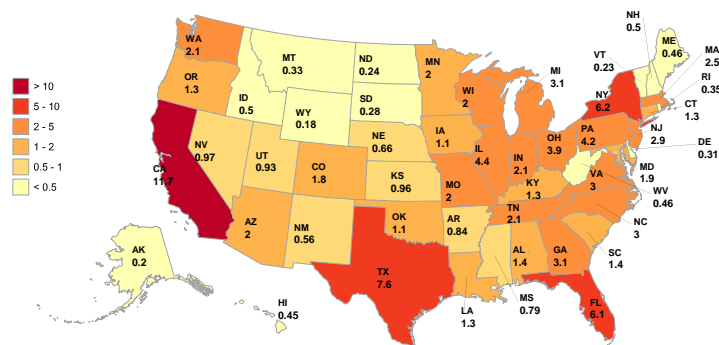 > 10
5 - 10
2 - 5
1 - 2
0.5 - 1
< 0.5
WA
2.1
OR
1.3
CA
11.7
NV
0.97
ID
0.5
MT
0.33
WY
0.18
UT
0.93
CO
1.8
AZ
2
NM
0.56
ND
0.24
SD
0.28
NE
0.66
KS
0.96
OK
1.1
TX
7.6
MN
2
IA
1.1
MO
2
AR
0.84
LA
1.3
WI
2
IL
4.4
MI
3.1
IN
2.1
OH
3.9
KY
1.3
TN
2.1
MS
0.79
AL
1.4
GA
3.1
FL
6.1
SC
1.4
NC
3
VA
3
WV
0.46
MD
1.9
DE
0.31
PA
4.2
NJ
2.9
NY
6.2
CT
1.3
RI
0.35
MA
2.5
VT
0.23
NH
0.5
ME
0.46
AK
0.2
HI
0.45